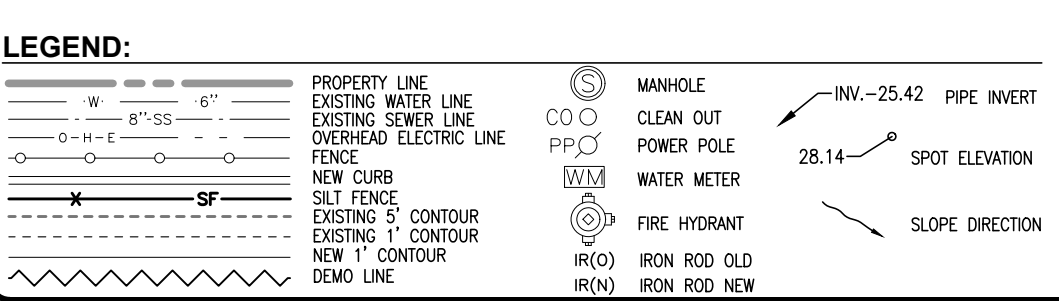 LEGEND:
PROPERTY LINE
·W· ·6'' EXISTING WATER LINE
8''-SS EXISTING SEWER LINE
O-H-E OVERHEAD ELECTRIC LINE
FENCE
NEW CURB
X SF SILT FENCE
EXISTING 5' CONTOUR
EXISTING 1' CONTOUR
NEW 1' CONTOUR
DEMO LINE
S MANHOLE
CO CLEAN OUT
PP POWER POLE
WM WATER METER
FIRE HYDRANT
IR(O) IRON ROD OLD
IR(N) IRON ROD NEW
INV.-25.42 PIPE INVERT
28.14 SPOT ELEVATION
SLOPE DIRECTION